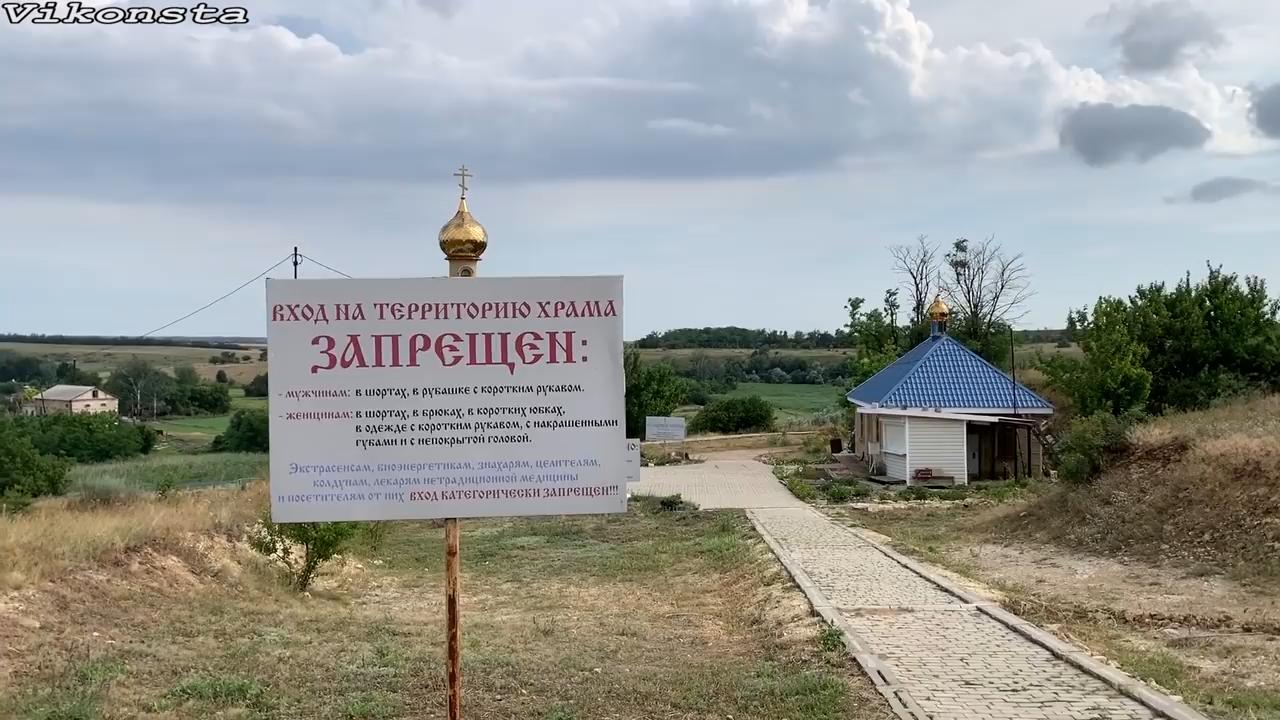 Vikonsta
ВХОД НА ТЕРРИТОРИЮ ХРАМА
ЗАПРЕЩЕН:
- мужчинам: в шортах, в рубашке с коротким рукавом.
- женщинам: в шортах, в брюках, в коротких юбках,
в одежде с коротким рукавом, с накрашенными
губами и с непокрытой головой.
Экстрасенсам, биоэнергетикам, знахарям, целителям,
колдунам, лекарям нетрадиционной медицины
и посетителям от них ВХОД КАТЕГОРИЧЕСКИ ЗАПРЕЩЕН!!!